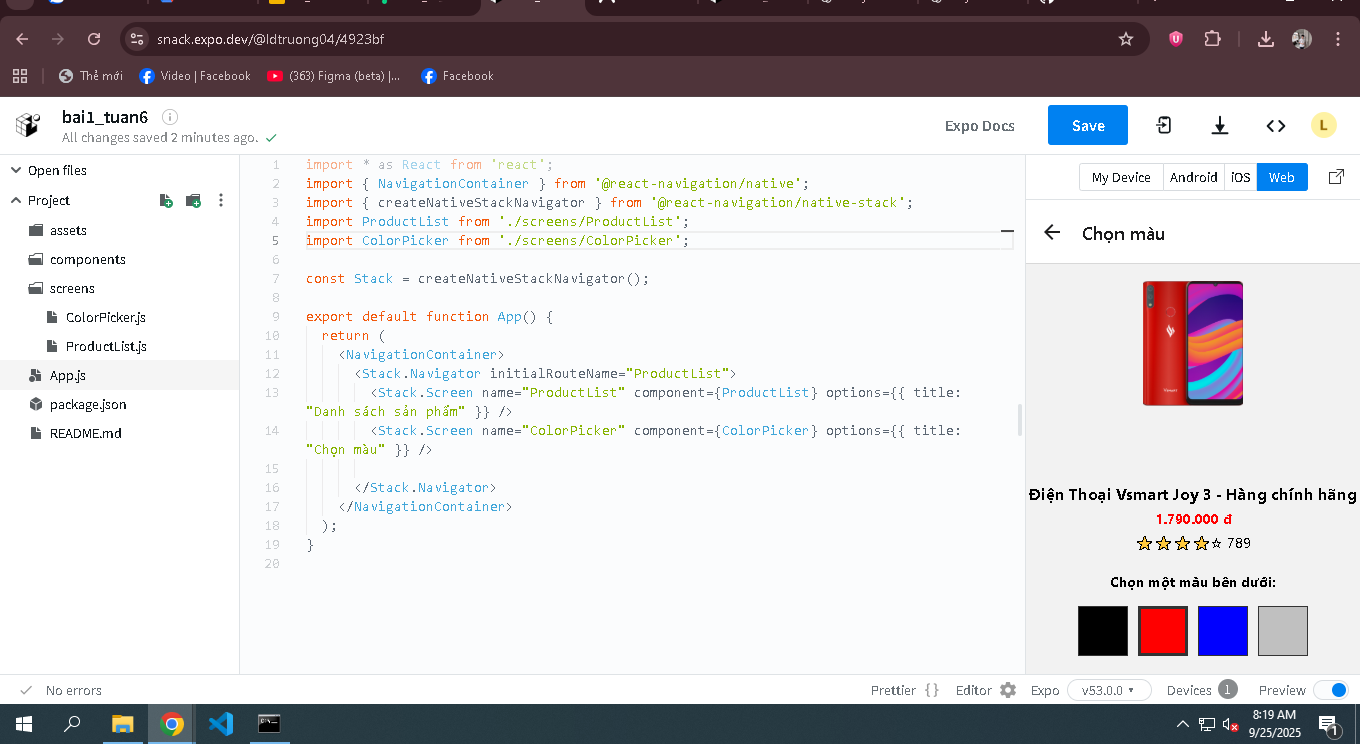 snack.expo.dev/@ldtruong04/4923bf
Thẻ mới
Video | Facebook
(363) Figma (beta) |...
Facebook
bai1_tuan6
All changes saved 2 minutes ago.
Expo Docs
Save
L
Open files
Project
assets
components
screens
ColorPicker.js
ProductList.js
App.js
package.json
README.md
1 import * as React from 'react';
2 import { NavigationContainer } from '@react-navigation/native';
3 import { createNativeStackNavigator } from '@react-navigation/native-stack';
4 import ProductList from './screens/ProductList';
5 import ColorPicker from './screens/ColorPicker';
6
7 const Stack = createNativeStackNavigator();
8
9 export default function App() {
10 return (
11 <NavigationContainer>
12 <Stack.Navigator initialRouteName="ProductList">
13 <Stack.Screen name="ProductList" component={ProductList} options={{ title:
"Danh sách sản phẩm" }} />
14 <Stack.Screen name="ColorPicker" component={ColorPicker} options={{ title:
"Chọn màu" }} />
15
16 </Stack.Navigator>
17 </NavigationContainer>
18 );
19 }
20
My Device Android iOS Web
Chọn màu
Điện Thoại Vsmart Joy 3 - Hàng chính hãng
1.790.000 đ
789
Chọn một màu bên dưới:
No errors
Prettier {} Editor Expo v53.0.0 Devices 1 Preview
8:19 AM
9/25/2025
1